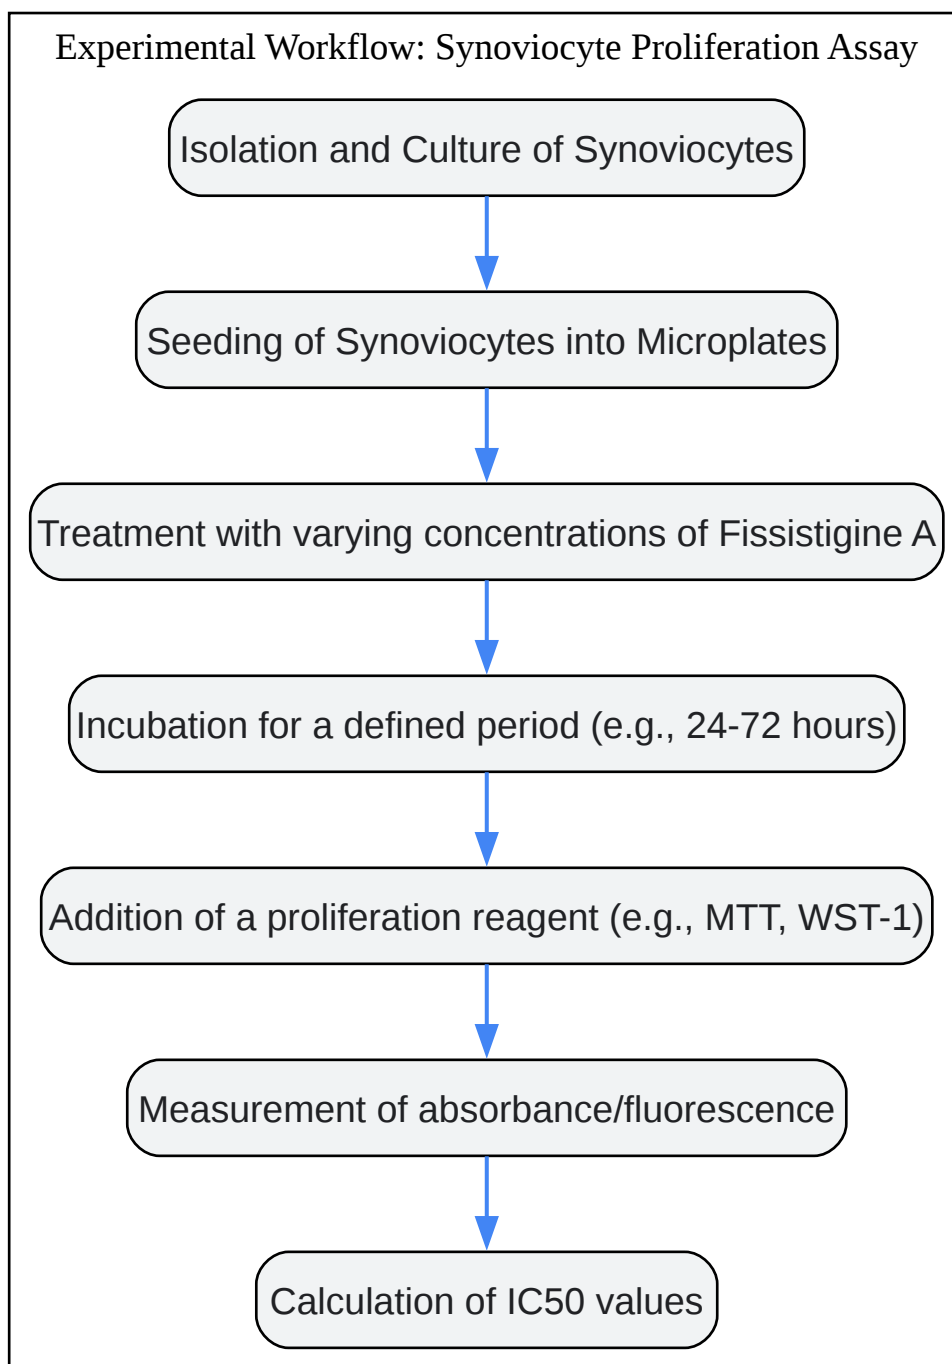 Experimental Workflow: Synoviocyte Proliferation Assay
Isolation and Culture of Synoviocytes
Seeding of Synoviocytes into Microplates
Treatment with varying concentrations of Fissistigine A
Incubation for a defined period (e.g., 24-72 hours)
Addition of a proliferation reagent (e.g., MTT, WST-1)
Measurement of absorbance/fluorescence
Calculation of IC50 values